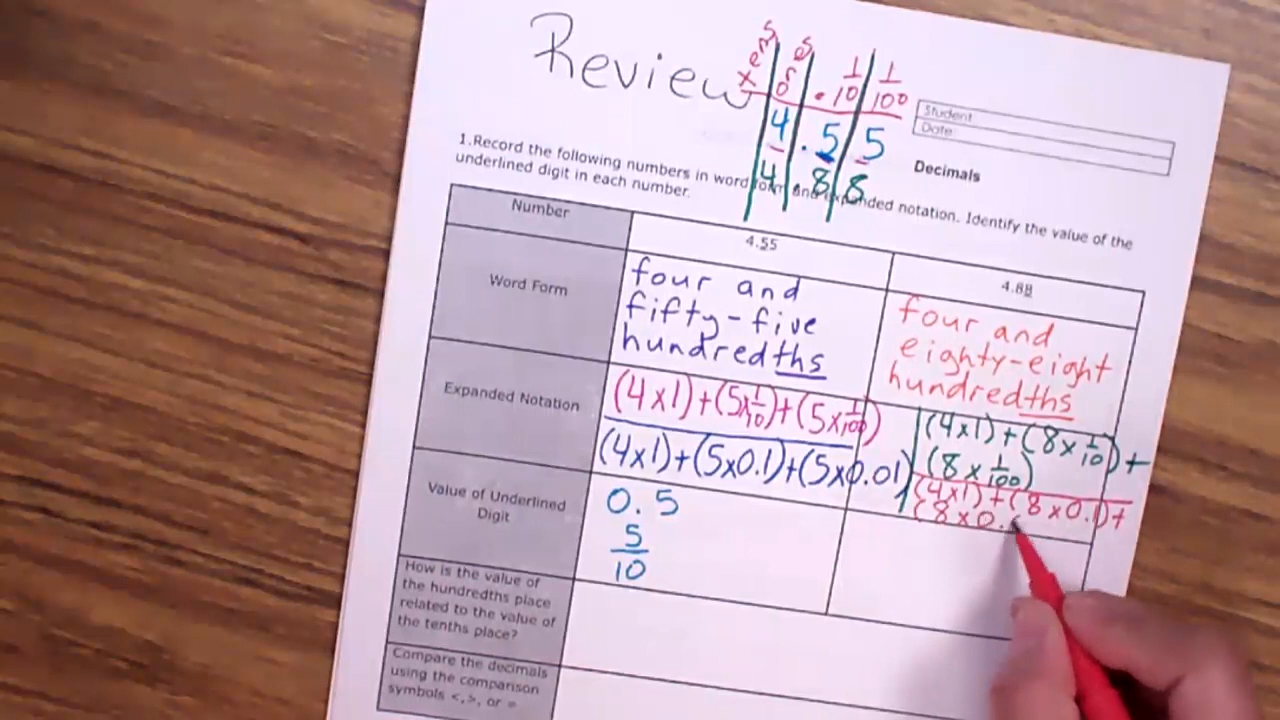 Review
Tens
Ones
. 1/10
1/100
4 . 5 5
4 . 8 8
Student
Date:
Decimals
1.Record the following numbers in word form and expanded notation. Identify the value of the
underlined digit in each number.
Number
4.55
4.88
Word Form
four and
fifty-five
hundredths
four and
eighty-eight
hundredths
Expanded Notation
(4x1)+(5x1/10)+(5x1/100)
(4x1)+(5x0.1)+(5x0.01)
(4x1)+(8x1/10)+
(8x1/100)
(4x1)+(8x0.1)+
(8x0.
Value of Underlined
Digit
0.5
5/10
How is the value of
the hundredths place
related to the value of
the tenths place?
Compare the decimals
using the comparison
symbols <,>, or =